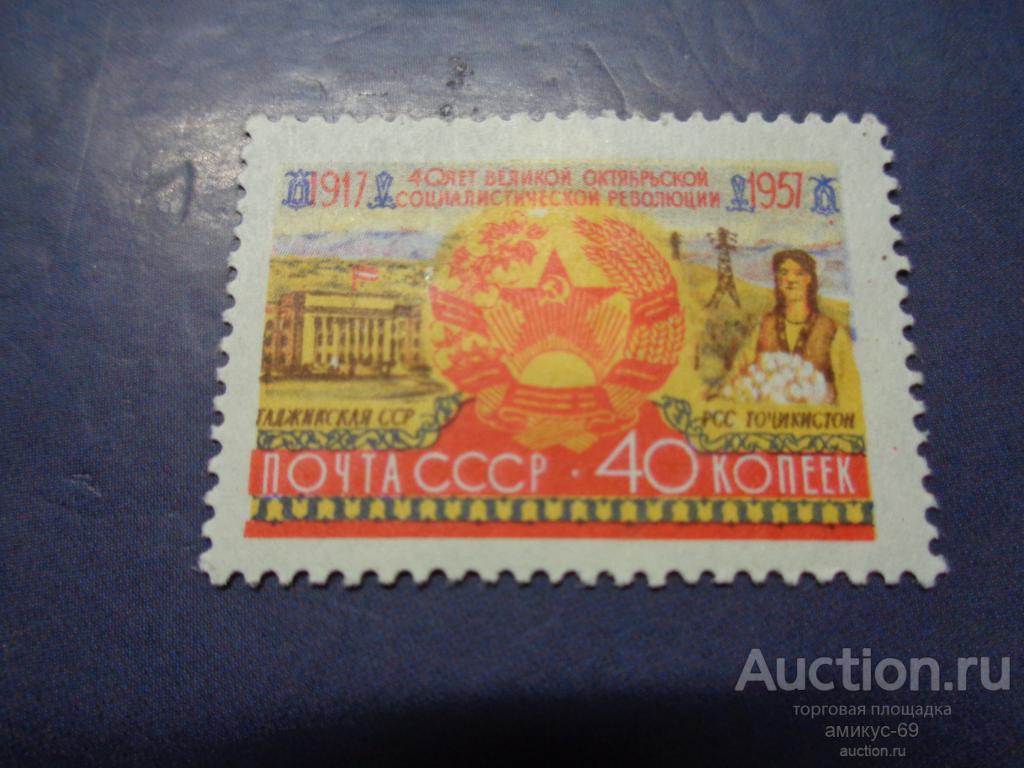 1917
40 ЛЕТ ВЕЛИКОЙ ОКТЯБРЬСКОЙ
СОЦИАЛИСТИЧЕСКОЙ РЕВОЛЮЦИИ
1957
ТАДЖИКСКАЯ ССР
РСС ТОҶИКИСТОН
ПОЧТА СССР · 40 КОПЕЕК
Auction.ru
торговая площадка
амикус-69
auction.ru